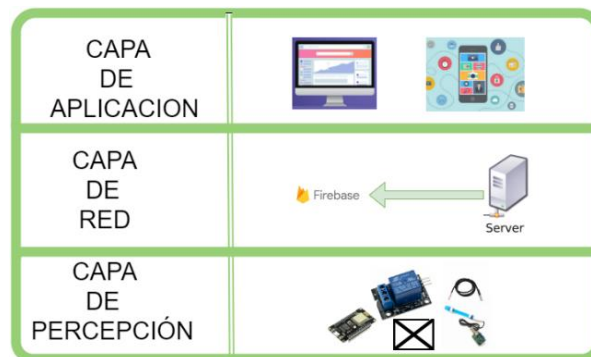 CAPA
DE
APLICACION
CAPA
DE
RED
Firebase
Server
CAPA
DE
PERCEPCIÓN